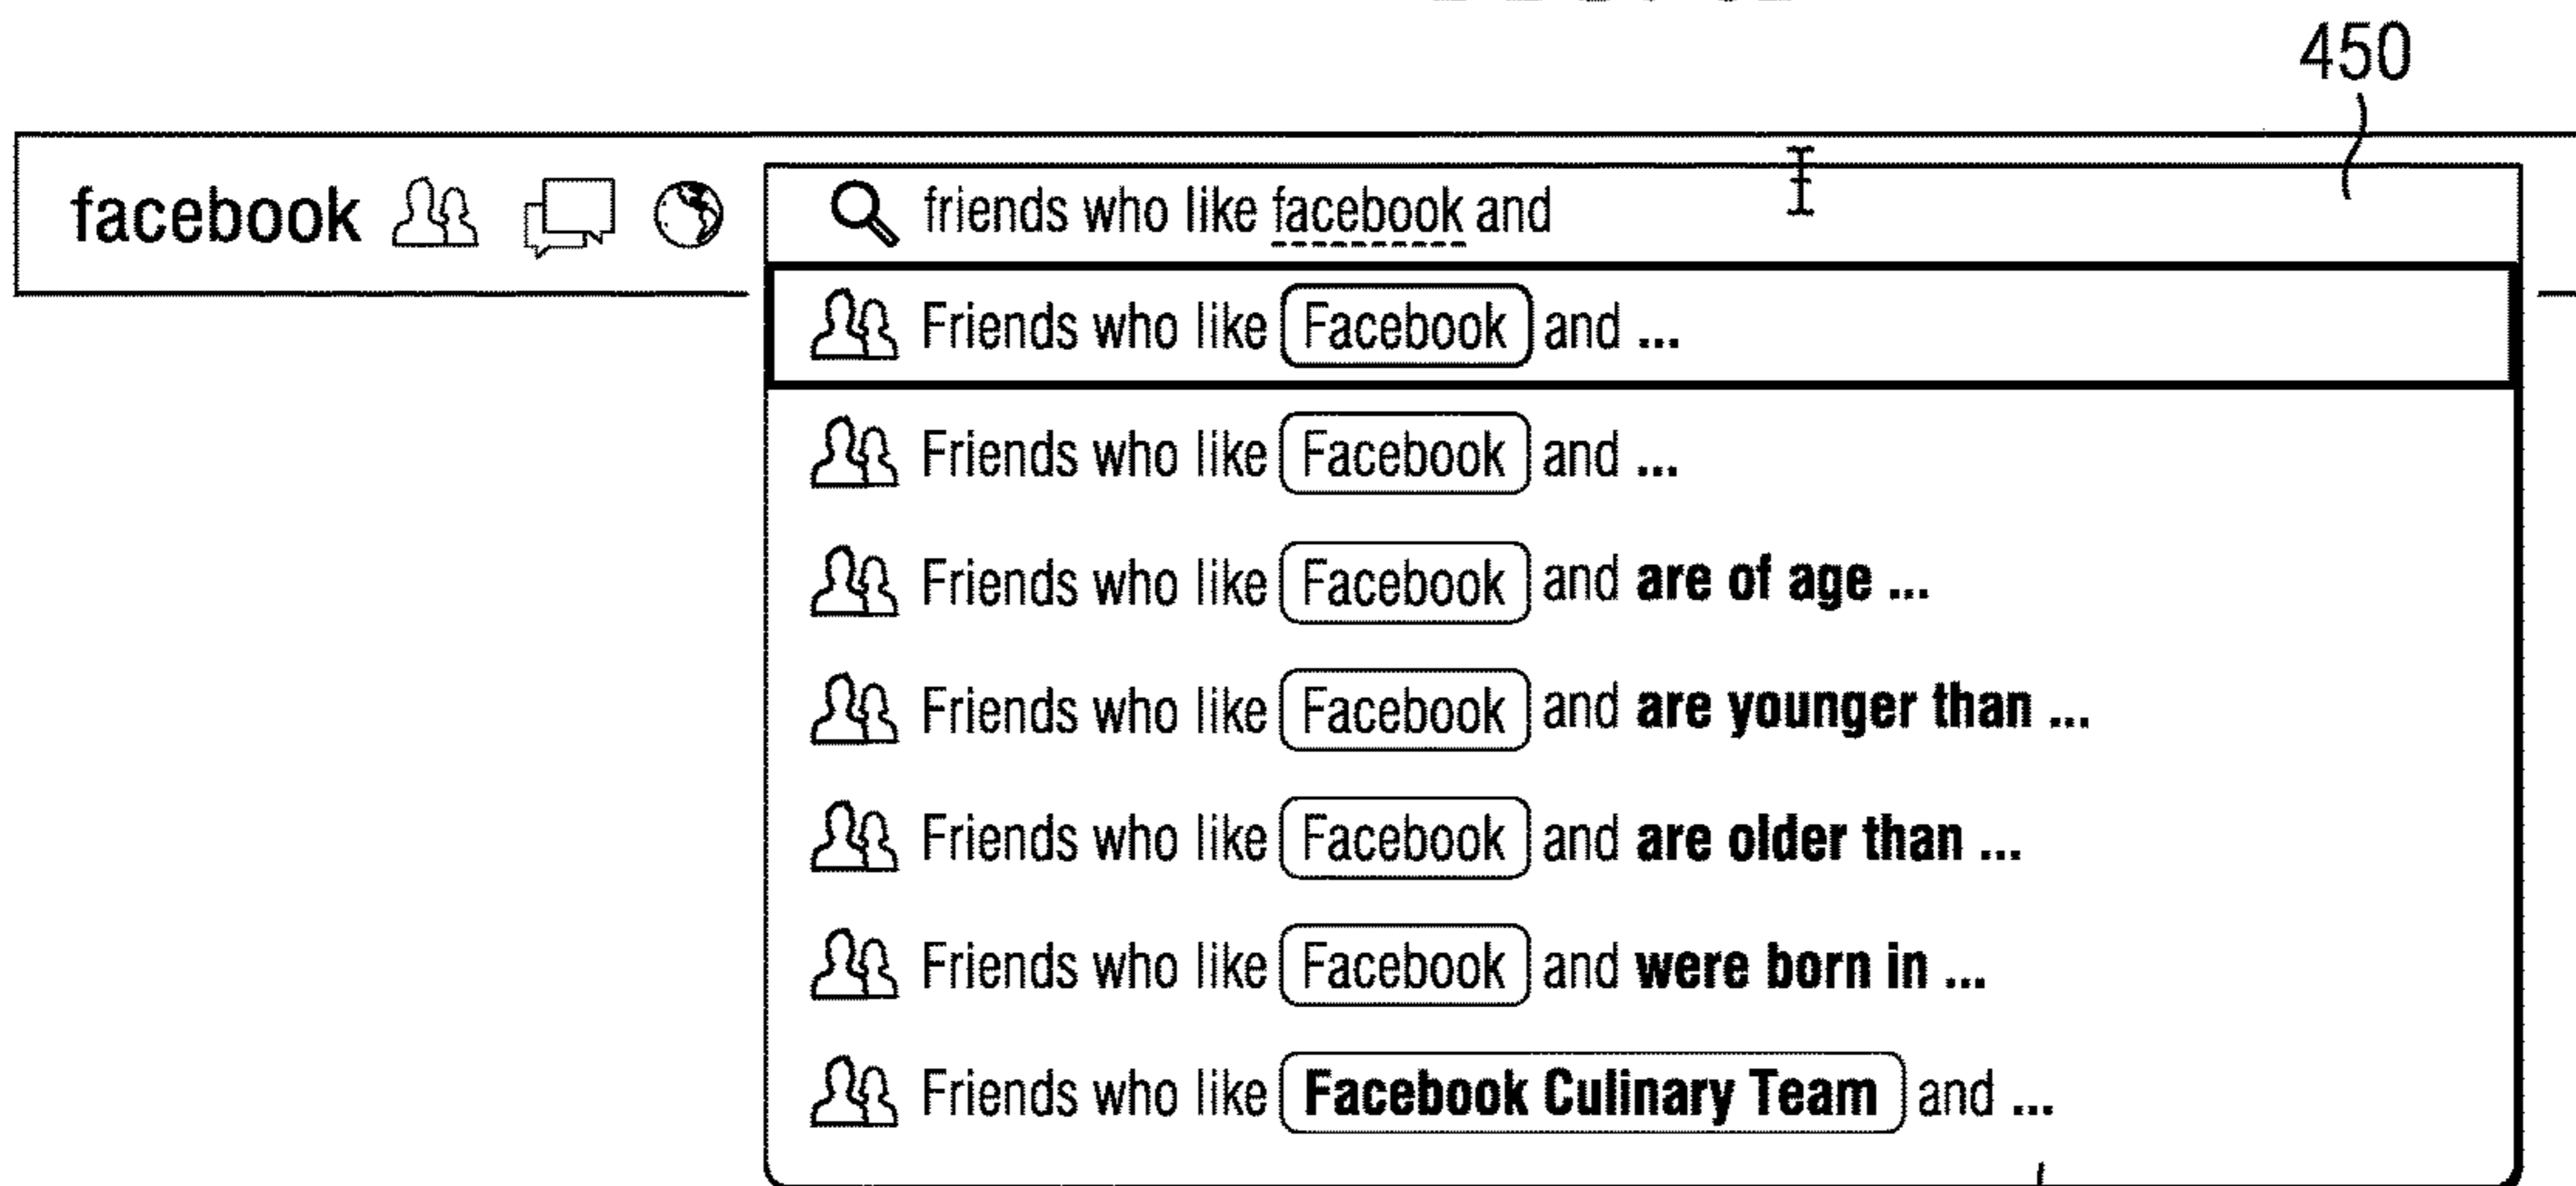 450
facebook friends who like facebook and
Friends who like Facebook and ...
Friends who like Facebook and ...
Friends who like Facebook and are of age ...
Friends who like Facebook and are younger than ...
Friends who like Facebook and are older than ...
Friends who like Facebook and were born in ...
Friends who like Facebook Culinary Team and ...